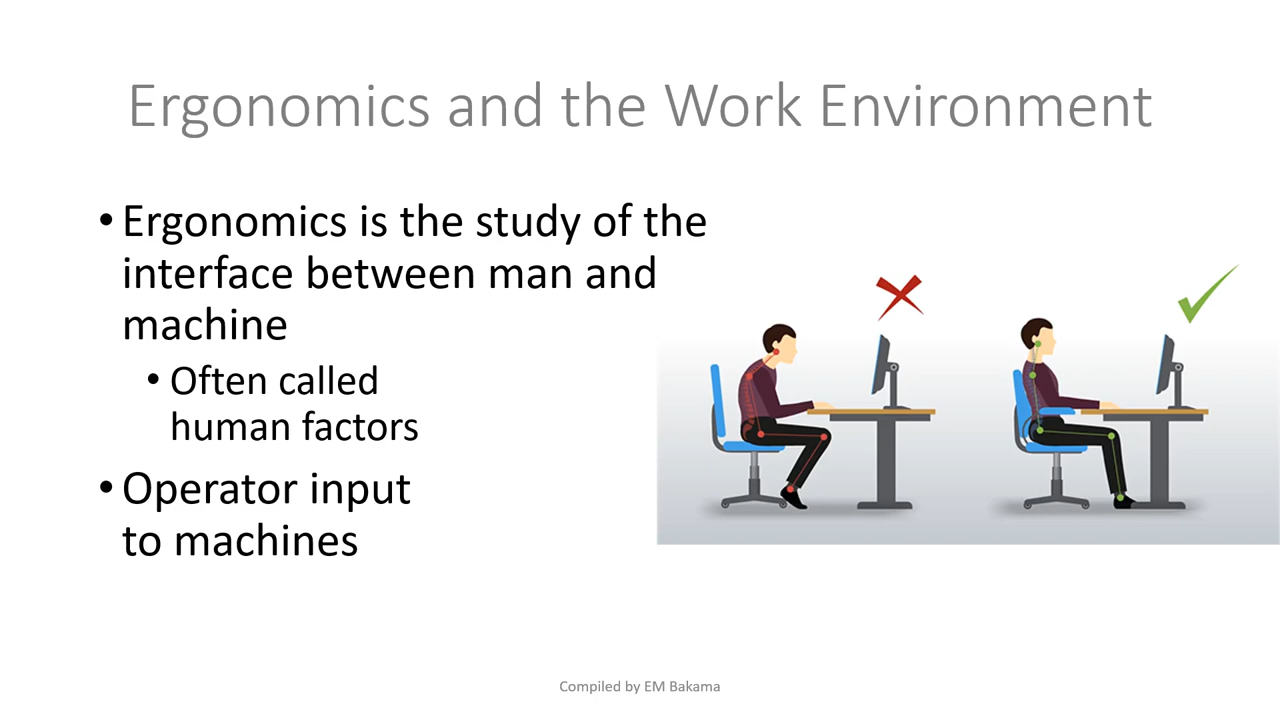 Ergonomics and the Work Environment
• Ergonomics is the study of the
interface between man and
machine
• Often called
human factors
• Operator input
to machines
Compiled by EM Bakama